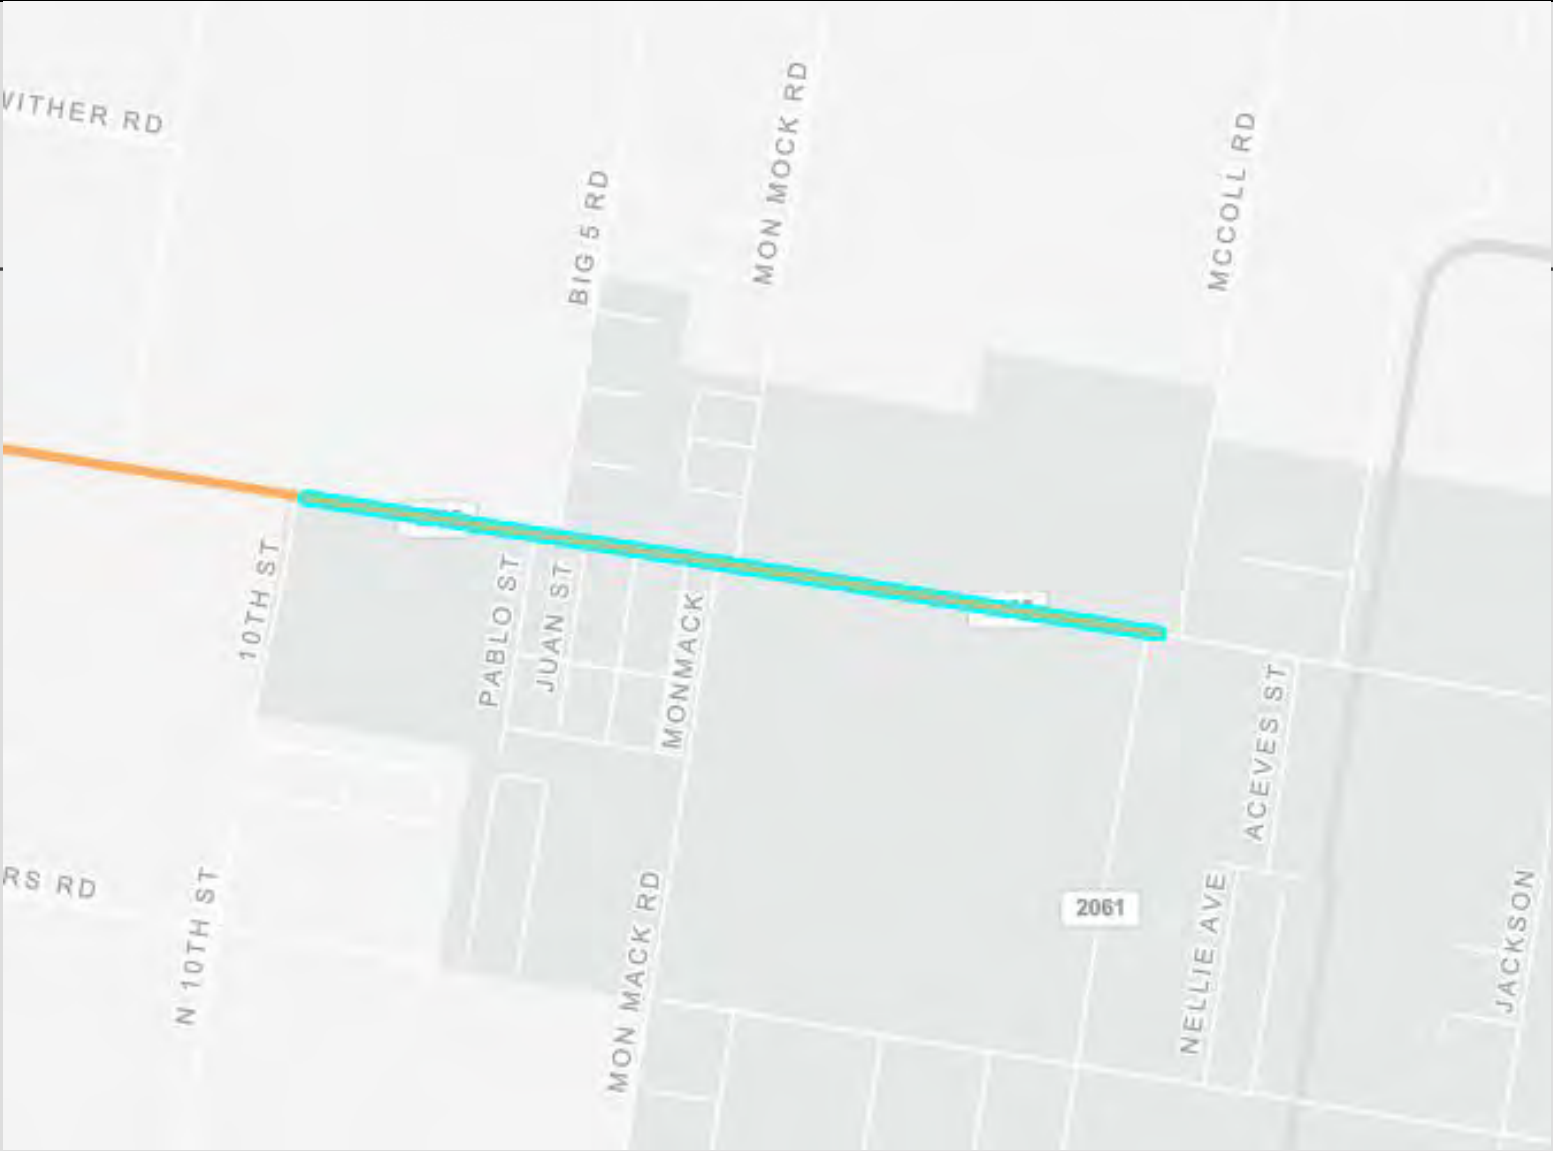 WITHER RD
BIG 5 RD
MON MOCK RD
MCCOLL RD
10TH ST
PABLO ST
JUAN ST
MONMACK
ACEVES ST
RS RD
N 10TH ST
MON MACK RD
2061
NELLIE AVE
JACKSON